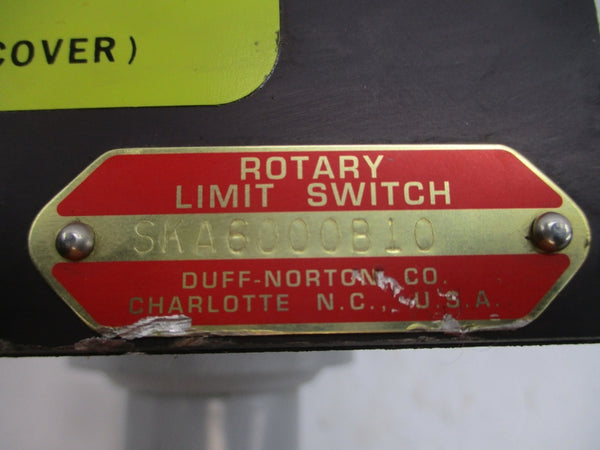 COVER)
ROTARY
LIMIT SWITCH
SKA6000B10
DUFF-NORTON CO.
CHARLOTTE N.C., U.S.A.